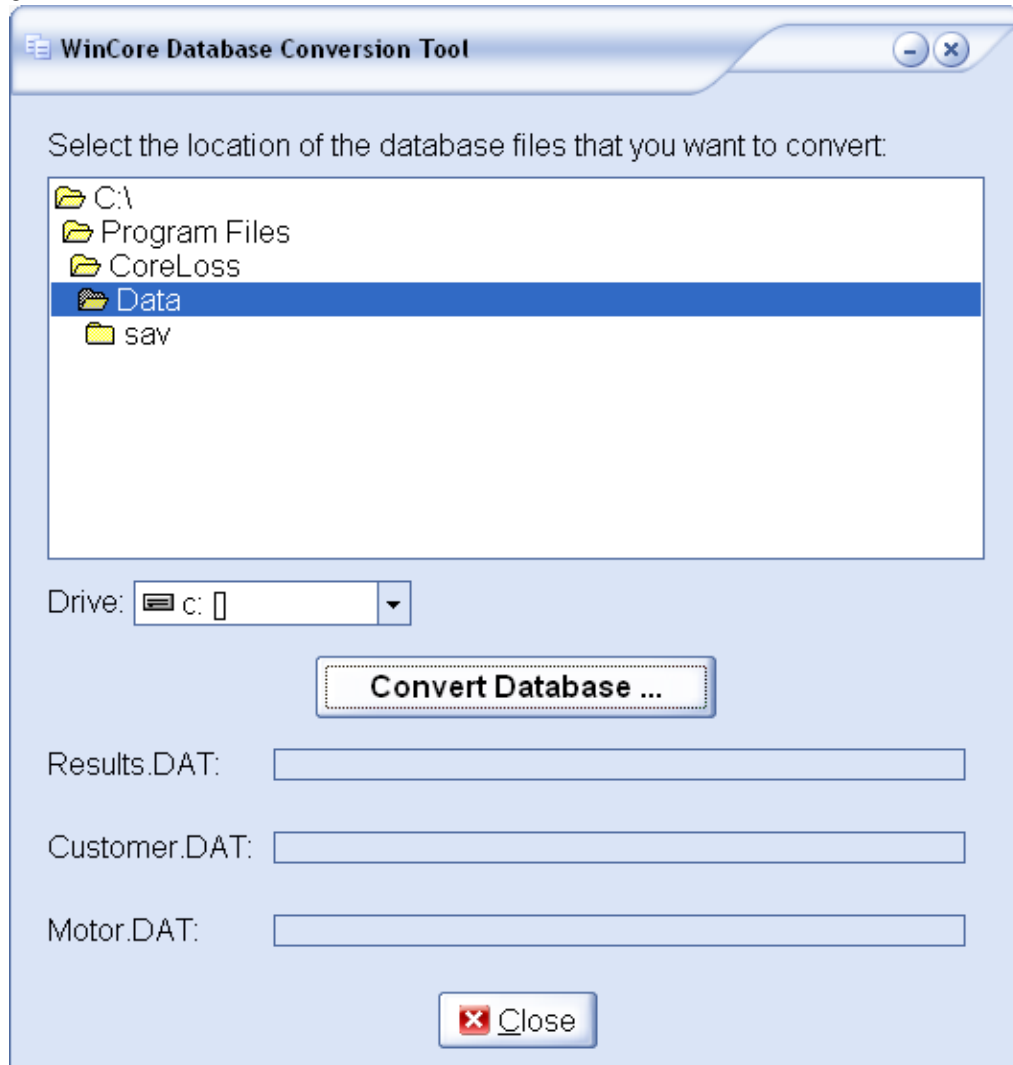 WinCore Database Conversion Tool
Select the location of the database files that you want to convert:
C:\
Program Files
CoreLoss
Data
sav
Drive: c: []
Convert Database ...
Results.DAT:
Customer.DAT:
Motor.DAT:
Close